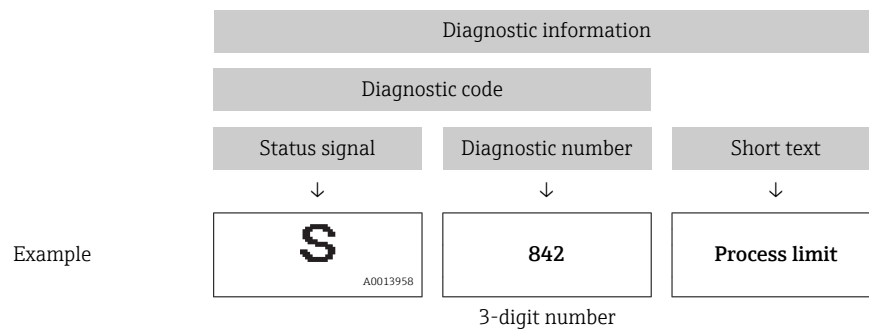 Diagnostic information
Diagnostic code
Status signal Diagnostic number Short text
↓ ↓ ↓
Example S 842 Process limit
A0013958
3-digit number